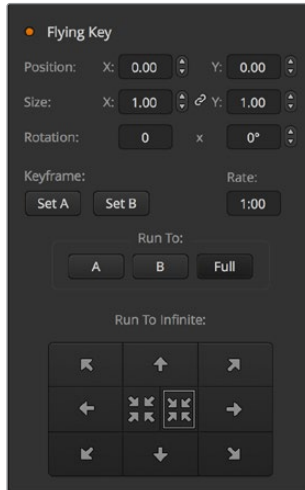 Flying Key
Position: X: 0.00 Y: 0.00
Size: X: 1.00 Y: 1.00
Rotation: 0 x 0°
Keyframe: Rate:
Set A Set B 1:00
Run To:
A B Full
Run To Infinite: